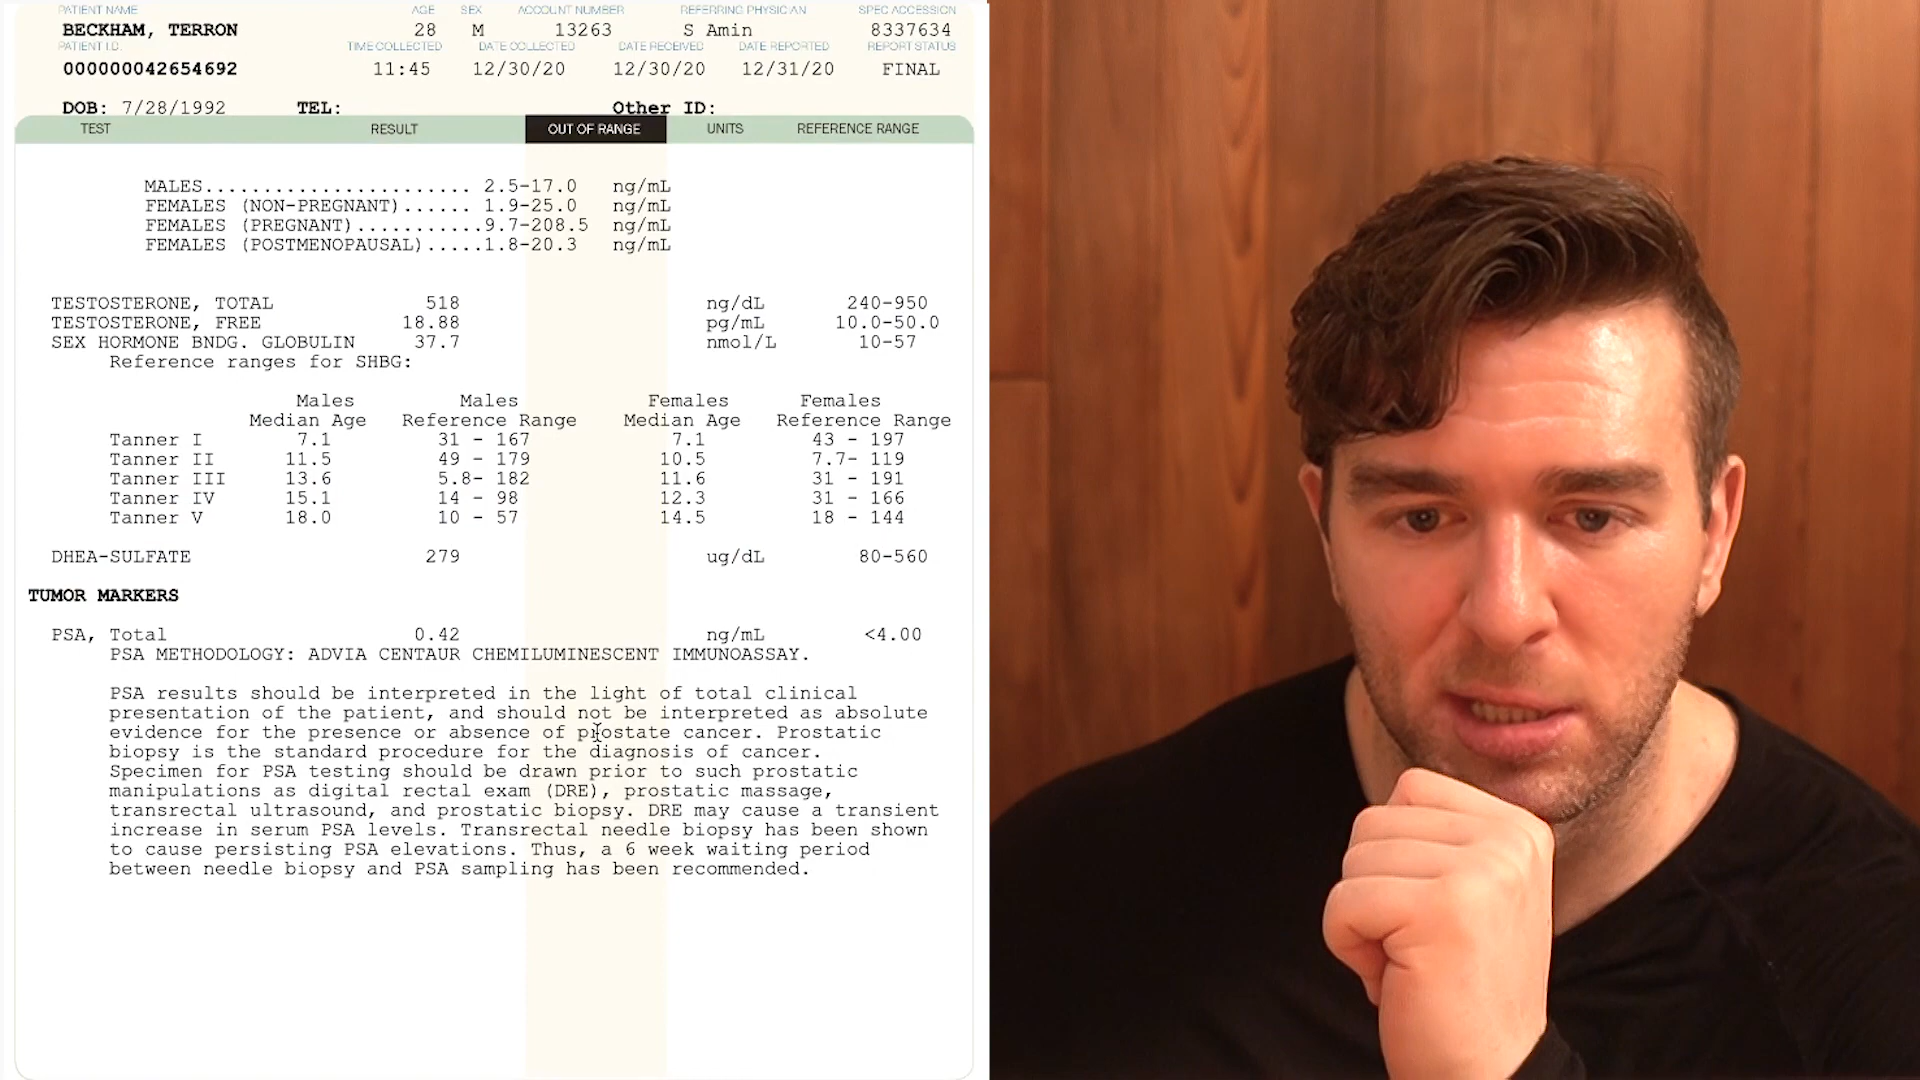 PATIENT NAME AGE SEX ACCOUNT NUMBER REFERRING PHYSICIAN SPEC ACCESSION
BECKHAM, TERRON 28 M 13263 S Amin 8337634
PATIENT I.D. TIME COLLECTED DATE COLLECTED DATE RECEIVED DATE REPORTED REPORT STATUS
000000042654692 11:45 12/30/20 12/30/20 12/31/20 FINAL
DOB: 7/28/1992 TEL: Other ID:
TEST RESULT OUT OF RANGE UNITS REFERENCE RANGE
MALES....................... 2.5-17.0 ng/mL
FEMALES (NON-PREGNANT)...... 1.9-25.0 ng/mL
FEMALES (PREGNANT)...........9.7-208.5 ng/mL
FEMALES (POSTMENOPAUSAL).....1.8-20.3 ng/mL
TESTOSTERONE, TOTAL 518 ng/dL 240-950
TESTOSTERONE, FREE 18.88 pg/mL 10.0-50.0
SEX HORMONE BNDG. GLOBULIN 37.7 nmol/L 10-57
Reference ranges for SHBG:
Males Males Females Females
Median Age Reference Range Median Age Reference Range
Tanner I 7.1 31 - 167 7.1 43 - 197
Tanner II 11.5 49 - 179 10.5 7.7- 119
Tanner III 13.6 5.8- 182 11.6 31 - 191
Tanner IV 15.1 14 - 98 12.3 31 - 166
Tanner V 18.0 10 - 57 14.5 18 - 144
DHEA-SULFATE 279 ug/dL 80-560
TUMOR MARKERS
PSA, Total 0.42 ng/mL <4.00
PSA METHODOLOGY: ADVIA CENTAUR CHEMILUMINESCENT IMMUNOASSAY.
PSA results should be interpreted in the light of total clinical
presentation of the patient, and should not be interpreted as absolute
evidence for the presence or absence of prostate cancer. Prostatic
biopsy is the standard procedure for the diagnosis of cancer.
Specimen for PSA testing should be drawn prior to such prostatic
manipulations as digital rectal exam (DRE), prostatic massage,
transrectal ultrasound, and prostatic biopsy. DRE may cause a transient
increase in serum PSA levels. Transrectal needle biopsy has been shown
to cause persisting PSA elevations. Thus, a 6 week waiting period
between needle biopsy and PSA sampling has been recommended.